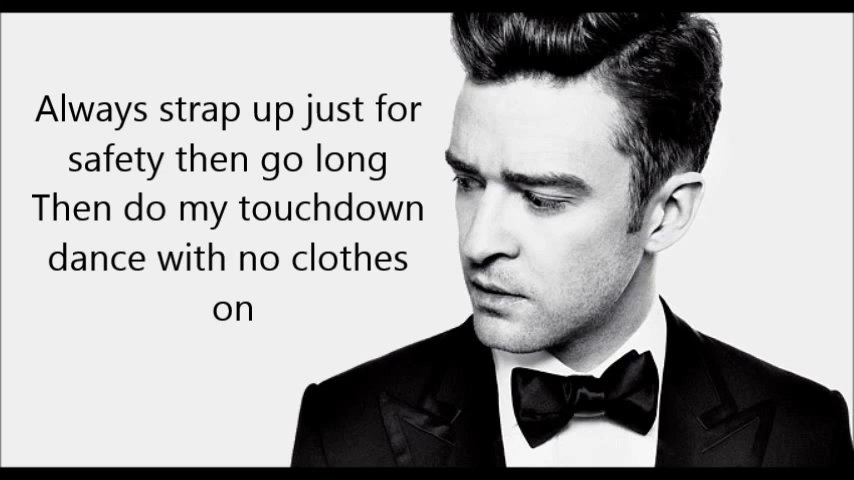 Always strap up just for
safety then go long
Then do my touchdown
dance with no clothes
on